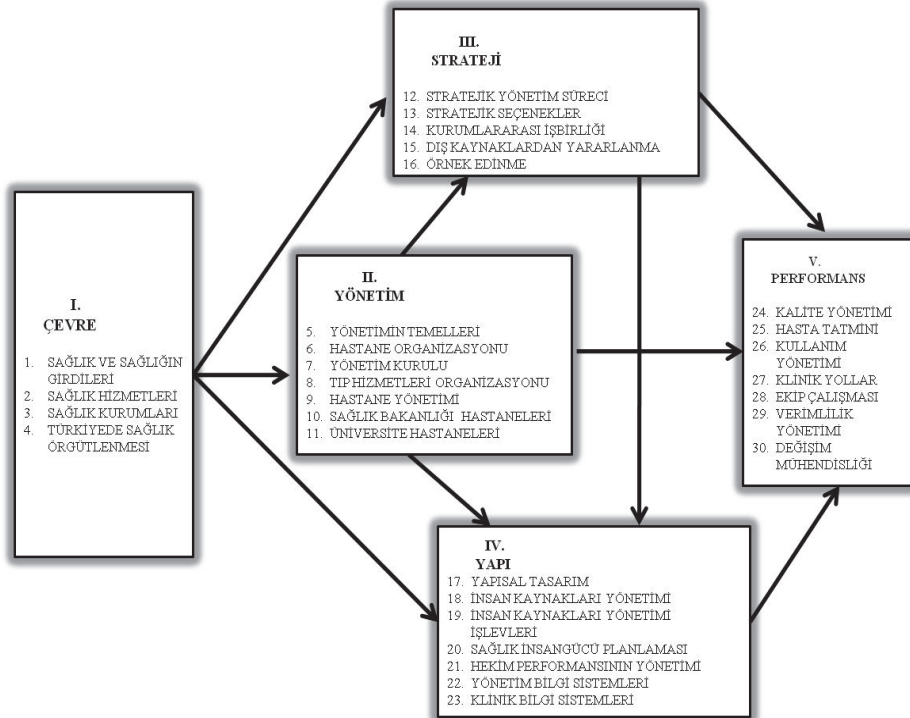 I.
ÇEVRE
1. SAĞLIK VE SAĞLIĞIN
GİRDİLERİ
2. SAĞLIK HİZMETLERİ
3. SAĞLIK KURUMLARI
4. TÜRKİYEDE SAĞLIK
ÖRGÜTLENMESİ
II.
YÖNETİM
5. YÖNETİMİN TEMELLERİ
6. HASTANE ORGANİZASYONU
7. YÖNETİM KURULU
8. TIP HİZMETLERİ ORGANİZASYONU
9. HASTANE YÖNETİMİ
10. SAĞLIK BAKANLIĞI HASTANELERİ
11. ÜNİVERSİTE HASTANELERİ
III.
STRATEJİ
12. STRATEJİK YÖNETİM SÜRECİ
13. STRATEJİK SEÇENEKLER
14. KURUMLARARASI İŞBİRLİĞİ
15. DIŞ KAYNAKLARDAN YARARLANMA
16. ÖRNEK EDİNME
IV.
YAPI
17. YAPISAL TASARIM
18. İNSAN KAYNAKLARI YÖNETİMİ
19. İNSAN KAYNAKLARI YÖNETİMİ
İŞLEVLERİ
20. SAĞLIK İNSANGÜCÜ PLANLAMASI
21. HEKİM PERFORMANSININ YÖNETİMİ
22. YÖNETİM BİLGİ SİSTEMLERİ
23. KLİNİK BİLGİ SİSTEMLERİ
V.
PERFORMANS
24. KALİTE YÖNETİMİ
25. HASTA TATMİNİ
26. KULLANIM
YÖNETİMİ
27. KLİNİK YOLLAR
28. EKİP ÇALIŞMASI
29. VERİMLİLİK
YÖNETİMİ
30. DEĞİŞİM
MÜHENDİSLİĞİ